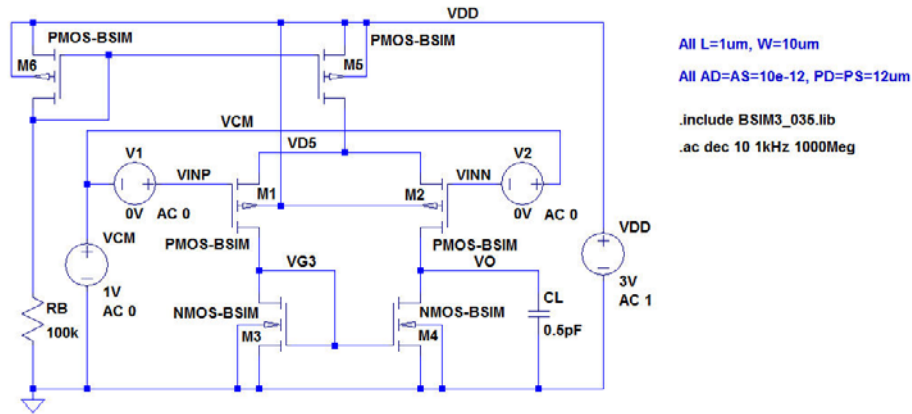 VDD
PMOS-BSIM
PMOS-BSIM
M6
M5
All L=1um, W=10um
All AD=AS=10e-12, PD=PS=12um
.include BSIM3_035.lib
.ac dec 10 1kHz 1000Meg
VCM
VD5
V1
V2
VINP
VINN
M1
M2
0V
AC 0
0V
AC 0
VCM
VDD
PMOS-BSIM
PMOS-BSIM
VG3
VO
1V
AC 0
3V
AC 1
RB
100k
NMOS-BSIM
NMOS-BSIM
CL
0.5pF
M3
M4